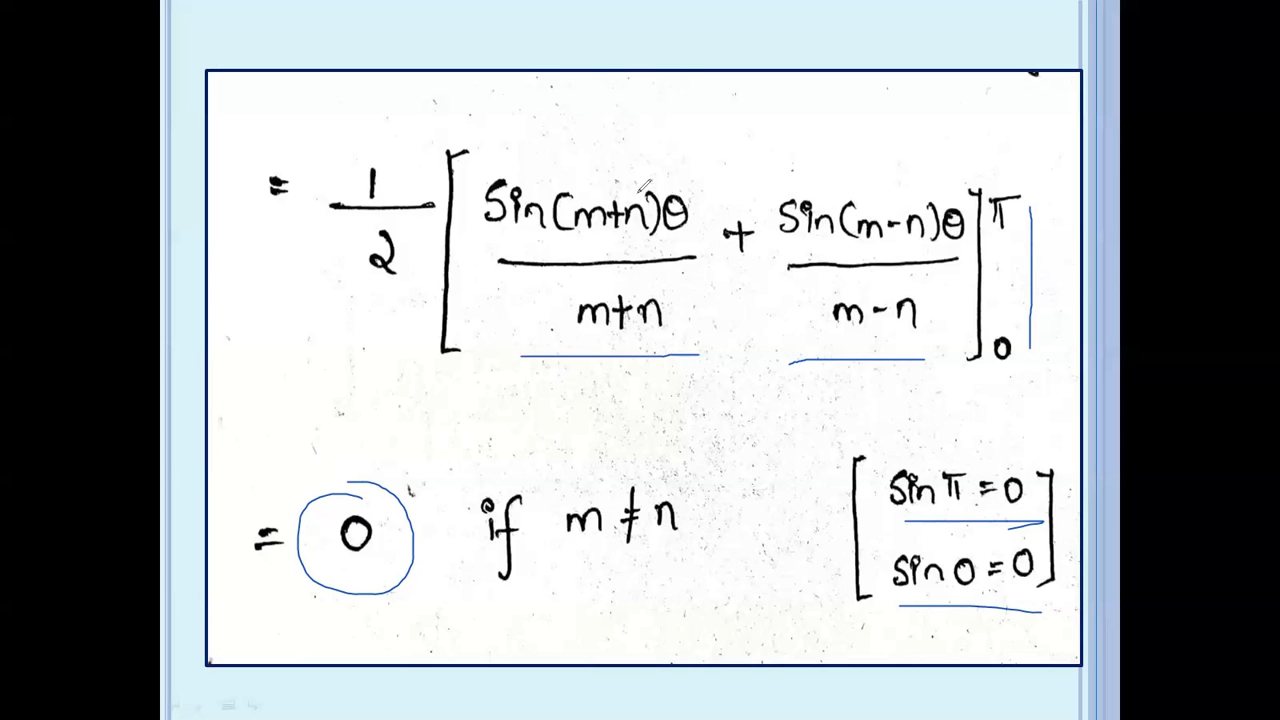 = 1/2 [ Sin(m+n)θ / m+n + Sin(m-n)θ / m-n ]π 0
= 0 if m ≠ n [ Sin π = 0
Sin 0 = 0 ]